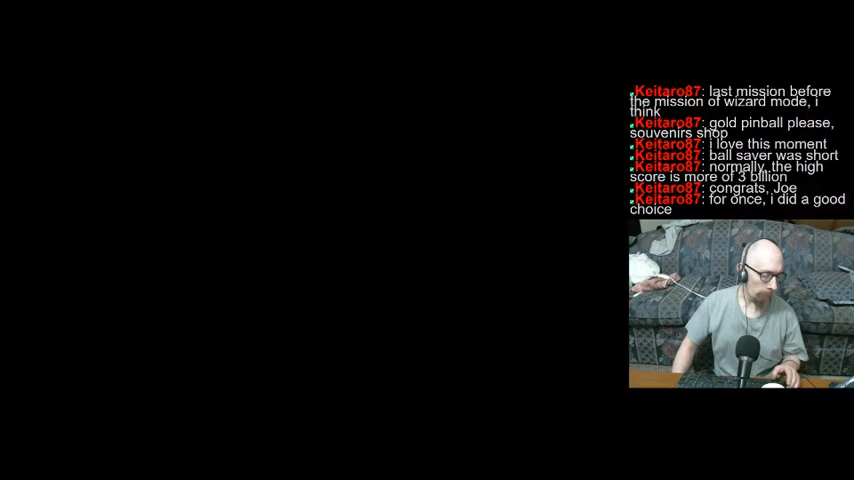 Keitaro87: last mission before
the mission of wizard mode, i
think
Keitaro87: gold pinball please,
souvenirs shop
Keitaro87: i love this moment
Keitaro87: ball saver was short
Keitaro87: normally, the high
score is more of 3 billion
Keitaro87: congrats, Joe
Keitaro87: for once, i did a good
choice